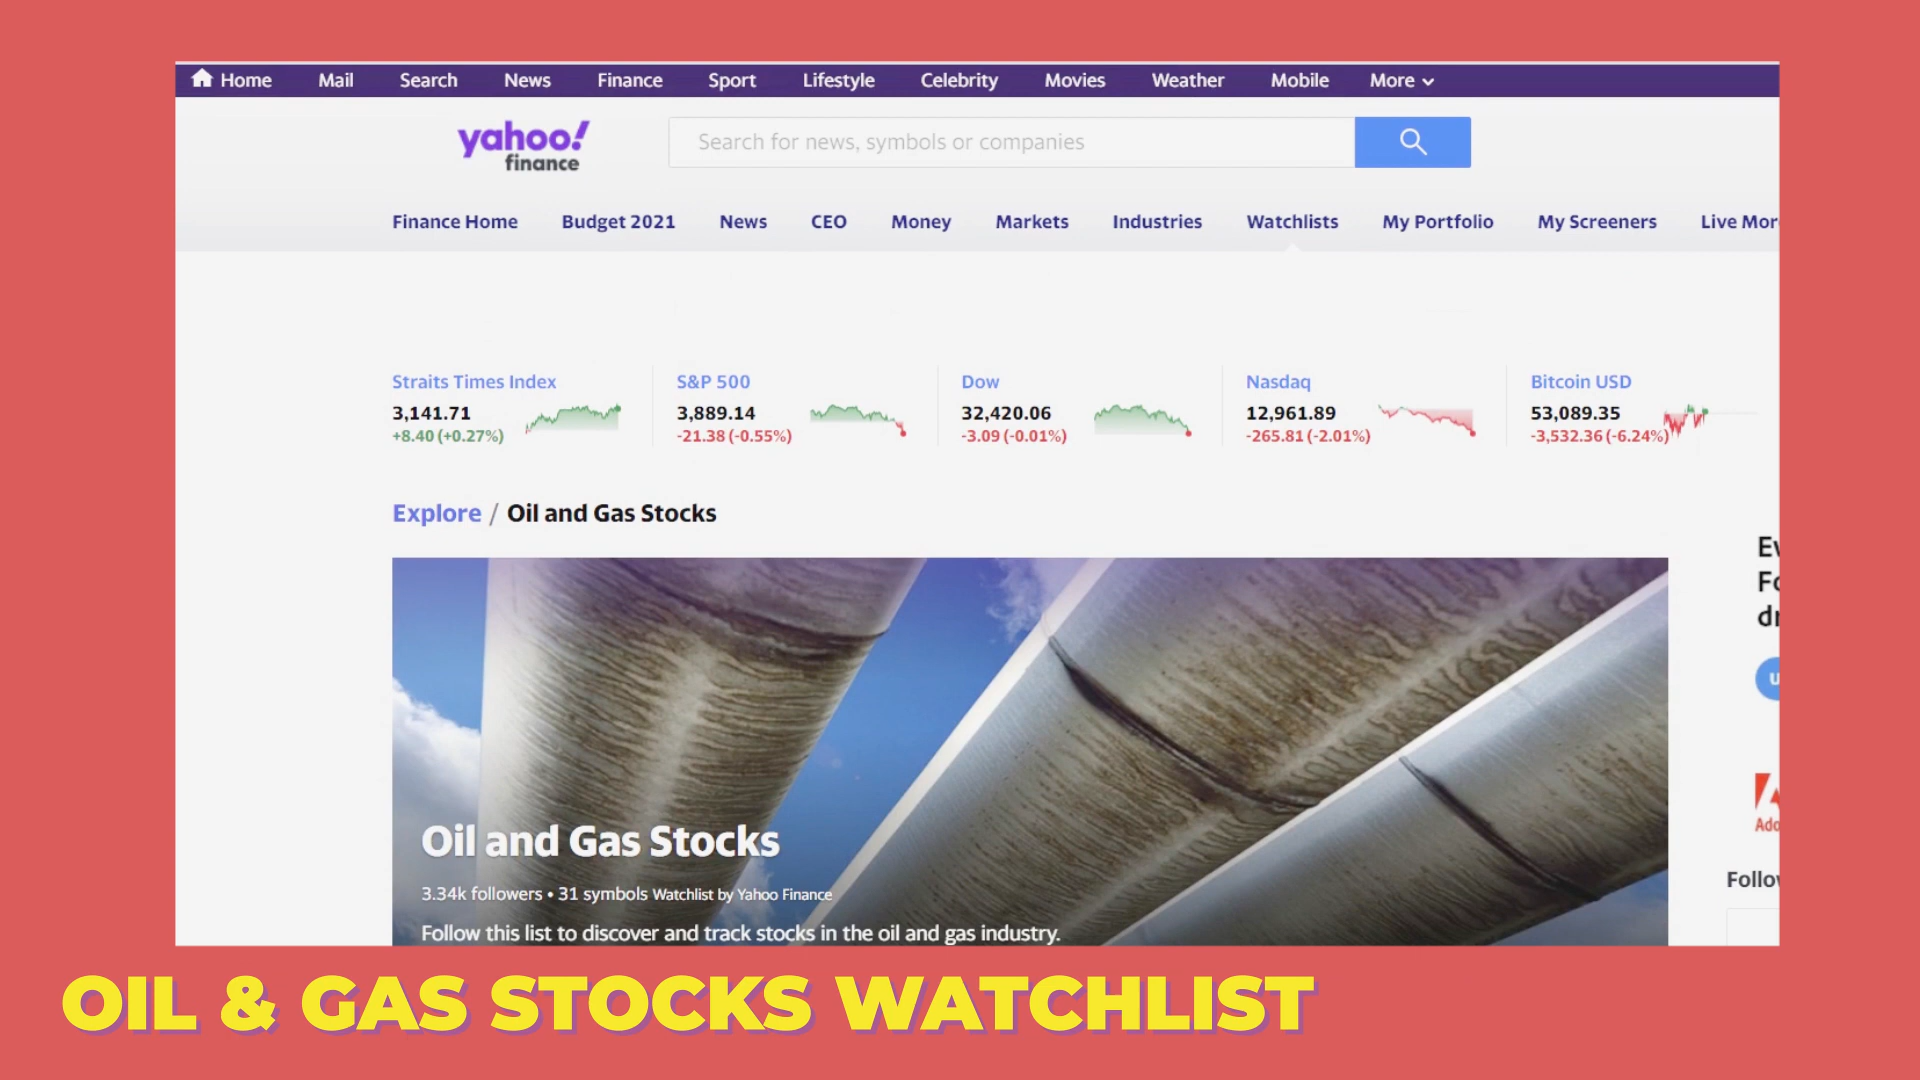 Home Mail Search News Finance Sport Lifestyle Celebrity Movies Weather Mobile More
yahoo!
finance
Search for news, symbols or companies
Finance Home Budget 2021 News CEO Money Markets Industries Watchlists My Portfolio My Screeners Live
Straits Times Index S&P 500 Dow Nasdaq Bitcoin USD
3,141.71 3,889.14 32,420.06 12,961.89 53,089.35
+8.40 (+0.27%) -21.38 (-0.55%) -3.09 (-0.01%) -265.81 (-2.01%) -3,532.36 (-6.24%)
Explore / Oil and Gas Stocks
Oil and Gas Stocks
3.34k followers • 31 symbols Watchlist by Yahoo Finance
Follow this list to discover and track stocks in the oil and gas industry.
OIL & GAS STOCKS WATCHLIST